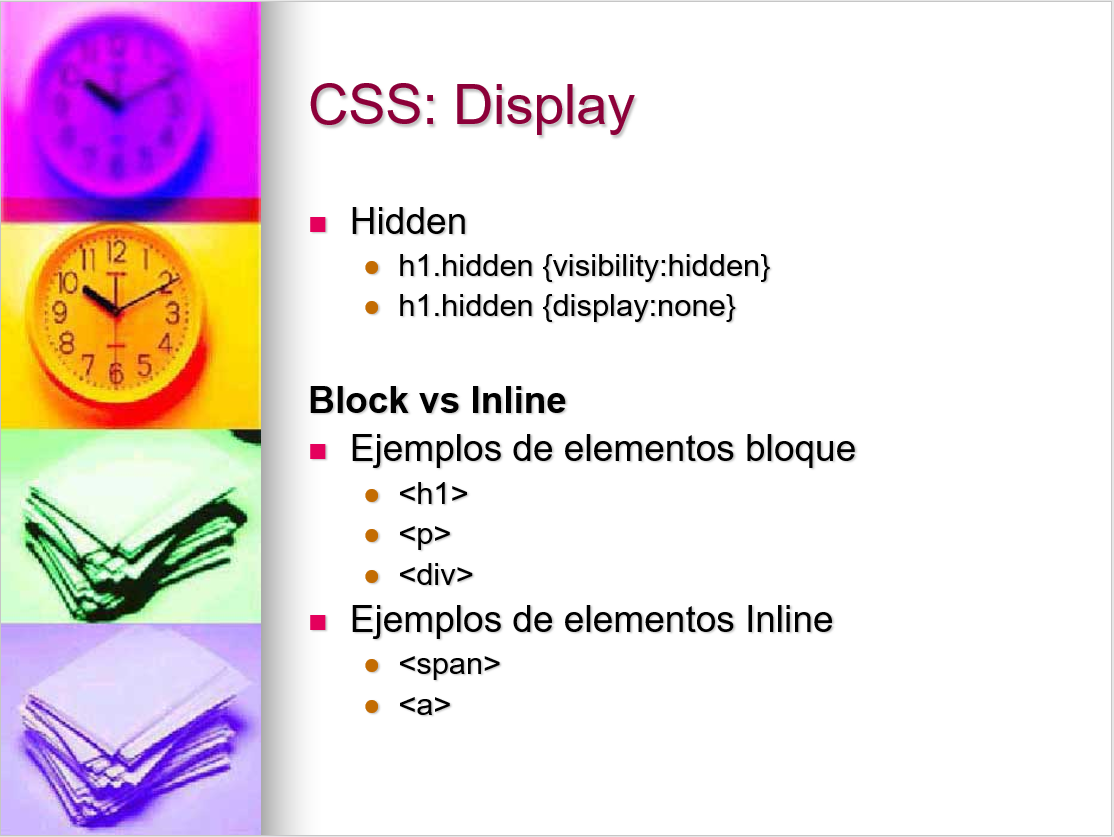 CSS: Display
Hidden
h1.hidden {visibility:hidden}
h1.hidden {display:none}
Block vs Inline
Ejemplos de elementos bloque
<h1>
<p>
<div>
Ejemplos de elementos Inline
<span>
<a>